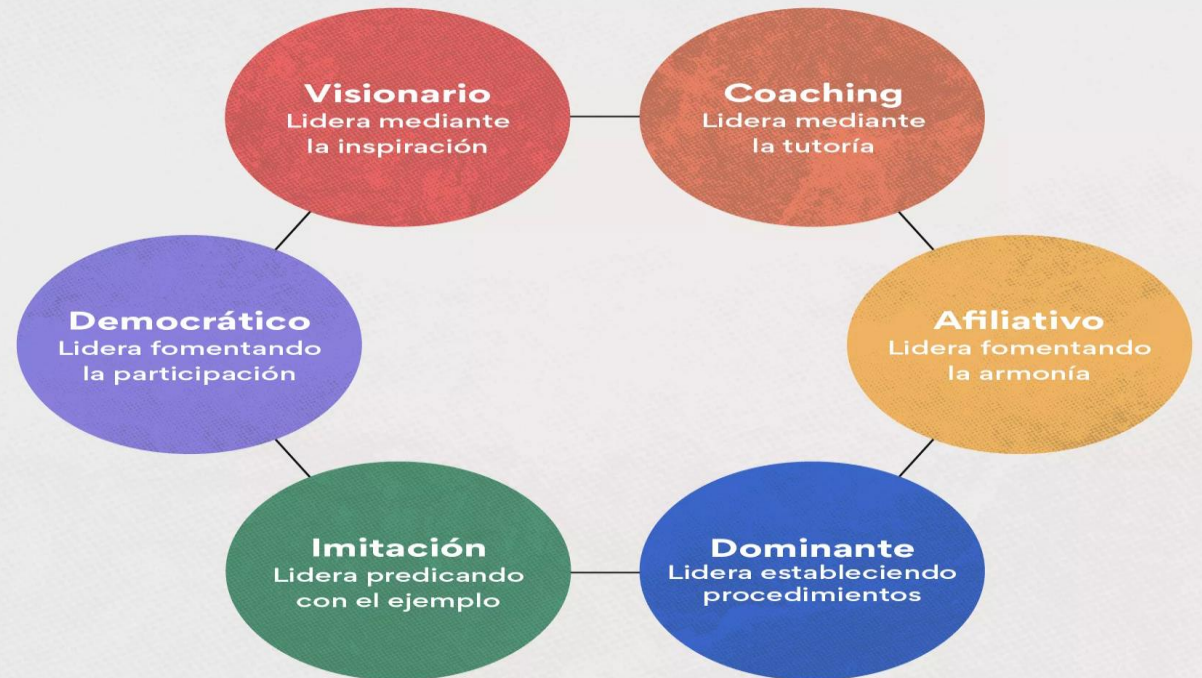 Visionario
Lidera mediante
la inspiración
Coaching
Lidera mediante
la tutoría
Democrático
Lidera fomentando
la participación
Afiliativo
Lidera fomentando
la armonía
Imitación
Lidera predicando
con el ejemplo
Dominante
Lidera estableciendo
procedimientos